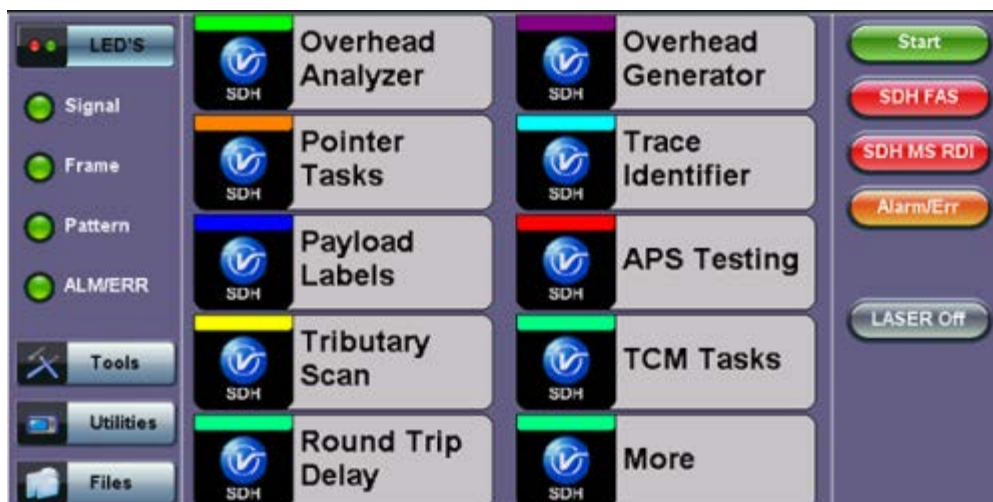 LED'S
Signal
Frame
Pattern
ALM/ERR
Tools
Utilities
Files
SDH
Overhead
Analyzer
SDH
Overhead
Generator
SDH
Pointer
Tasks
SDH
Trace
Identifier
SDH
Payload
Labels
SDH
APS Testing
SDH
Tributary
Scan
SDH
TCM Tasks
SDH
Round Trip
Delay
SDH
More
Start
SDH FAS
SDH MS RDI
Alarm/Err
LASER Off